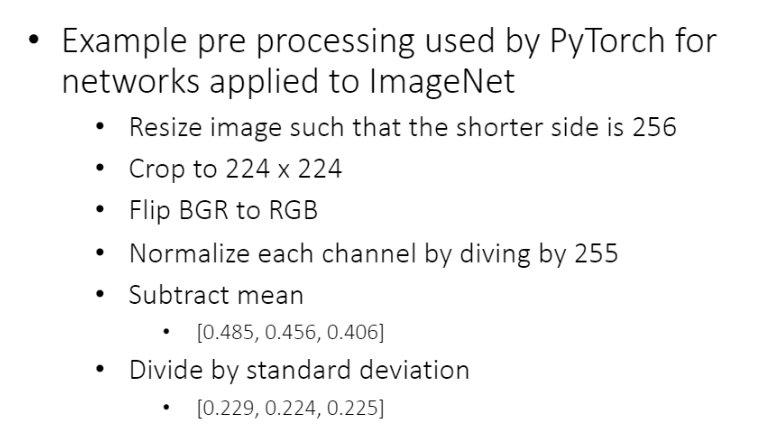 • Example pre processing used by PyTorch for
networks applied to ImageNet
• Resize image such that the shorter side is 256
• Crop to 224 x 224
• Flip BGR to RGB
• Normalize each channel by diving by 255
• Subtract mean
• [0.485, 0.456, 0.406]
• Divide by standard deviation
• [0.229, 0.224, 0.225]